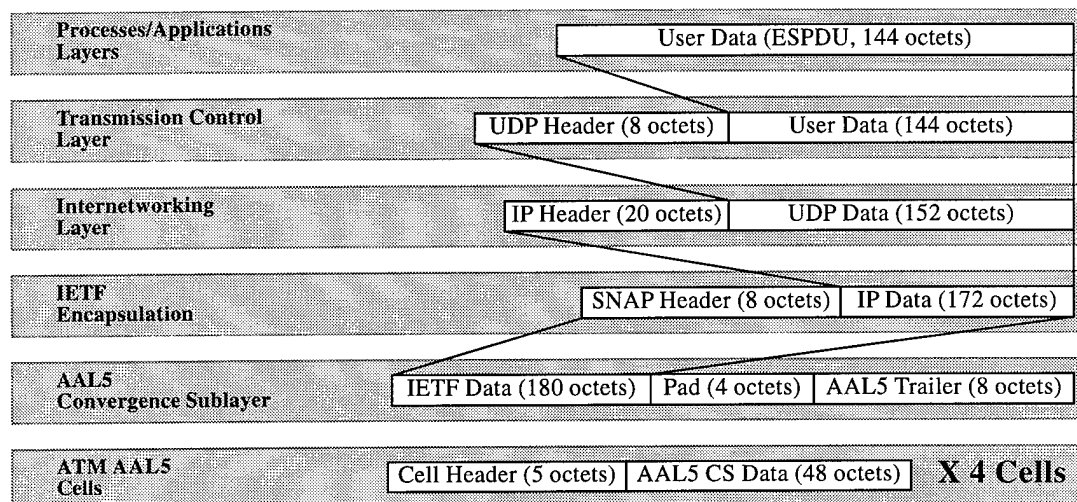 Processes/Applications
Layers
User Data (ESPDU, 144 octets)
Transmission Control
Layer
UDP Header (8 octets)
User Data (144 octets)
Internetworking
Layer
IP Header (20 octets)
UDP Data (152 octets)
IETF
Encapsulation
SNAP Header (8 octets)
IP Data (172 octets)
AAL5
Convergence Sublayer
IETF Data (180 octets)
Pad (4 octets)
AAL5 Trailer (8 octets)
ATM AAL5
Cells
Cell Header (5 octets)
AAL5 CS Data (48 octets)
X 4 Cells